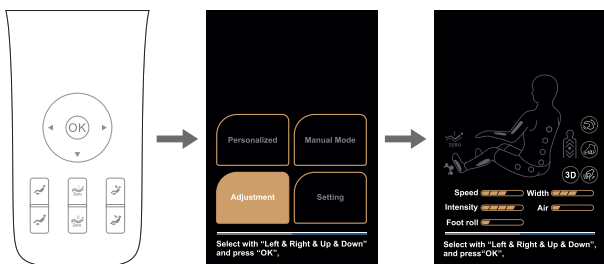 OK
Zero
Zero
Personalized
Manual Mode
Adjustment
Setting
Select with “Left & Right & Up & Down”
and press “OK”,
ZERO
3D
Speed
Width
Intensity
Air
Foot roll
Select with “Left & Right & Up & Down”
and press“OK”,